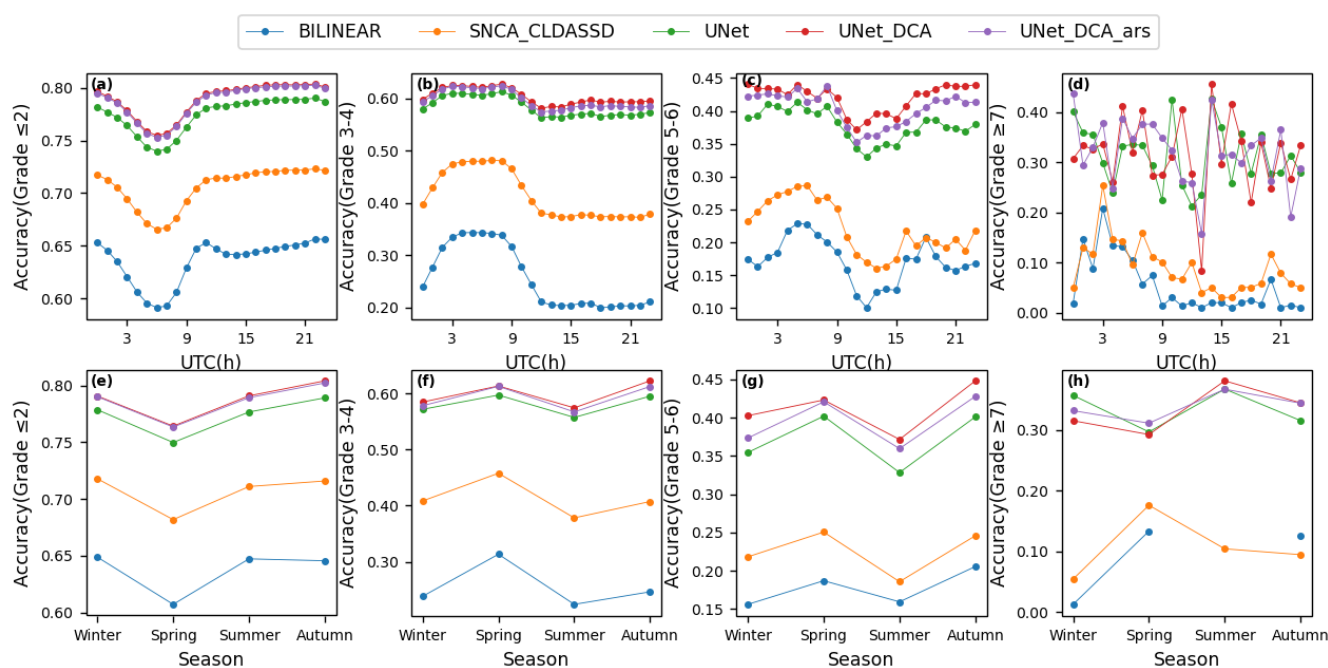 BILINEAR SNCA_CLDASSD UNet UNet_DCA UNet_DCA_ars
(a)
Accuracy(Grade ≤2)
0.80
0.75
0.70
0.65
0.60
3 9 15 21
UTC(h)
(b)
Accuracy(Grade 3-4)
0.60
0.50
0.40
0.30
0.20
3 9 15 21
UTC(h)
(c)
Accuracy(Grade 5-6)
0.45
0.40
0.35
0.30
0.25
0.20
0.15
0.10
3 9 15 21
UTC(h)
(d)
Accuracy(Grade ≥7)
0.40
0.30
0.20
0.10
0.00
3 9 15 21
UTC(h)
(e)
Accuracy(Grade ≤2)
0.80
0.75
0.70
0.65
0.60
Winter Spring Summer Autumn
Season
(f)
Accuracy(Grade 3-4)
0.60
0.50
0.40
0.30
Winter Spring Summer Autumn
Season
(g)
Accuracy(Grade 5-6)
0.45
0.40
0.35
0.30
0.25
0.20
0.15
Winter Spring Summer Autumn
Season
(h)
Accuracy(Grade ≥7)
0.30
0.20
0.10
0.00
Winter Spring Summer Autumn
Season